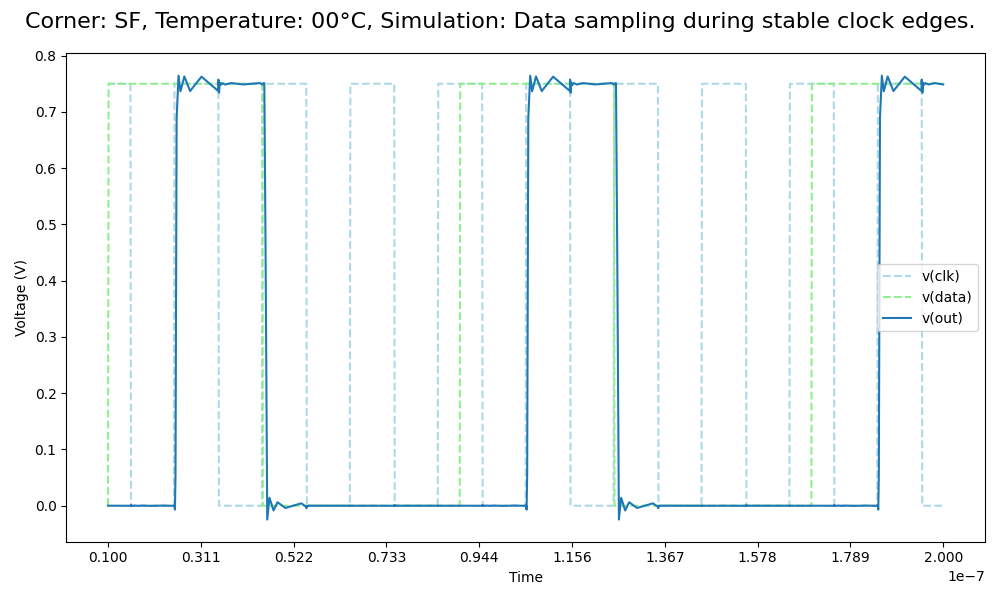 Corner: SF, Temperature: 00°C, Simulation: Data sampling during stable clock edges.
Voltage (V)
0.8
0.7
0.6
0.5
0.4
0.3
0.2
0.1
0.0
v(clk)
v(data)
v(out)
0.100 0.311 0.522 0.733 0.944 1.156 1.367 1.578 1.789 2.000
1e−7
Time